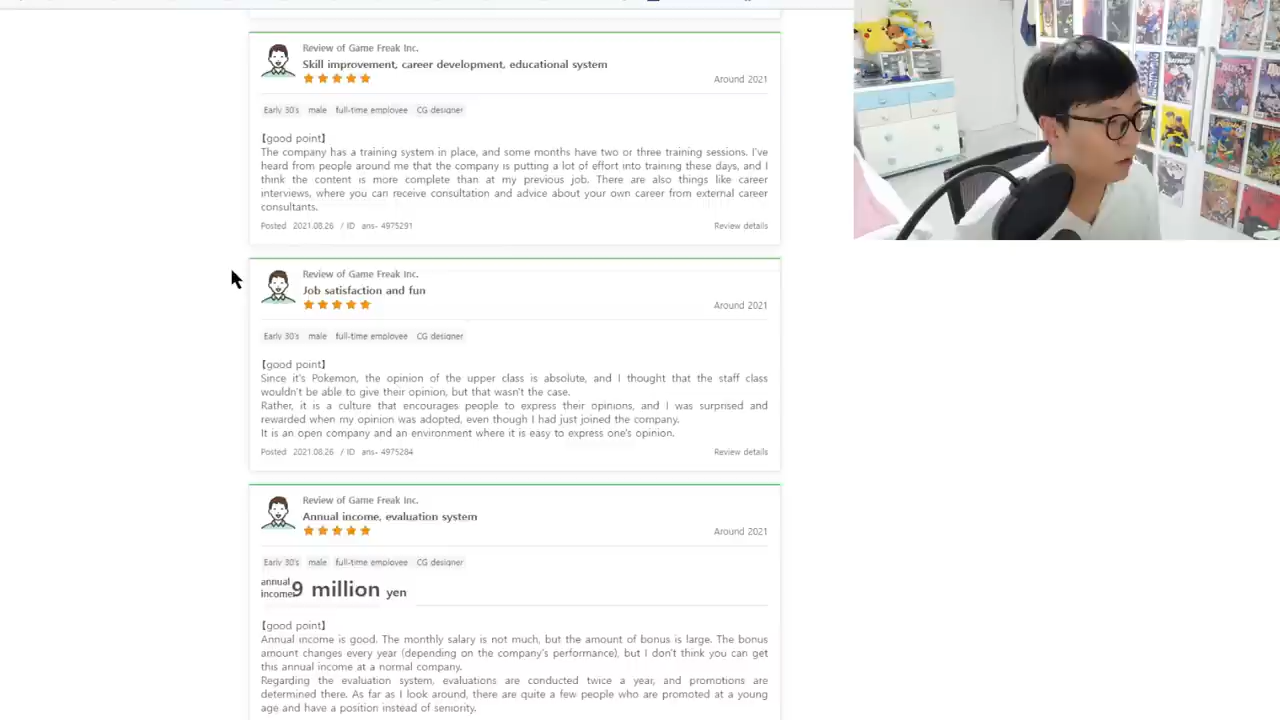 Review of Game Freak Inc.
Skill improvement, career development, educational system
Around 2021
Early 30's male full-time employee CG designer
【good point】
The company has a training system in place, and some months have two or three training sessions. I've
heard from people around me that the company is putting a lot of effort into training these days, and I
think the content is more complete than at my previous job. There are also things like career
interviews, where you can receive consultation and advice about your own career from external career
consultants.
Posted 2021.08.26 / ID ans- 4975291
Review details
Review of Game Freak Inc.
Job satisfaction and fun
Around 2021
Early 30's male full-time employee CG designer
【good point】
Since it's Pokemon, the opinion of the upper class is absolute, and I thought that the staff class
wouldn't be able to give their opinion, but that wasn't the case.
Rather, it is a culture that encourages people to express their opinions, and I was surprised and
rewarded when my opinion was adopted, even though I had just joined the company.
It is an open company and an environment where it is easy to express one's opinion.
Posted 2021.08.26 / ID ans- 4975284
Review details
Review of Game Freak Inc.
Annual income, evaluation system
Around 2021
Early 30's male full-time employee CG designer
annual
income 9 million yen
【good point】
Annual income is good. The monthly salary is not much, but the amount of bonus is large. The bonus
amount changes every year (depending on the company's performance), but I don't think you can get
this annual income at a normal company.
Regarding the evaluation system, evaluations are conducted twice a year, and promotions are
determined there. As far as I look around, there are quite a few people who are promoted at a young
age and have a position instead of seniority.